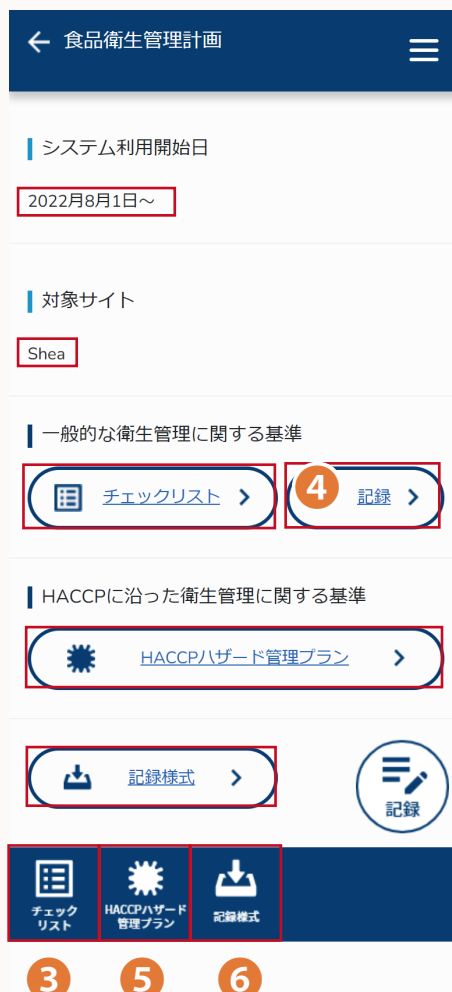 食品衛生管理計画
システム利用開始日
2022月8月1日～
対象サイト
Shea
一般的な衛生管理に関する基準
チェックリスト
4
記録
HACCPに沿った衛生管理に関する基準
HACCPハザード管理プラン
記録様式
記録
チェック
リスト
HACCPハザード
管理プラン
記録様式
3
5
6